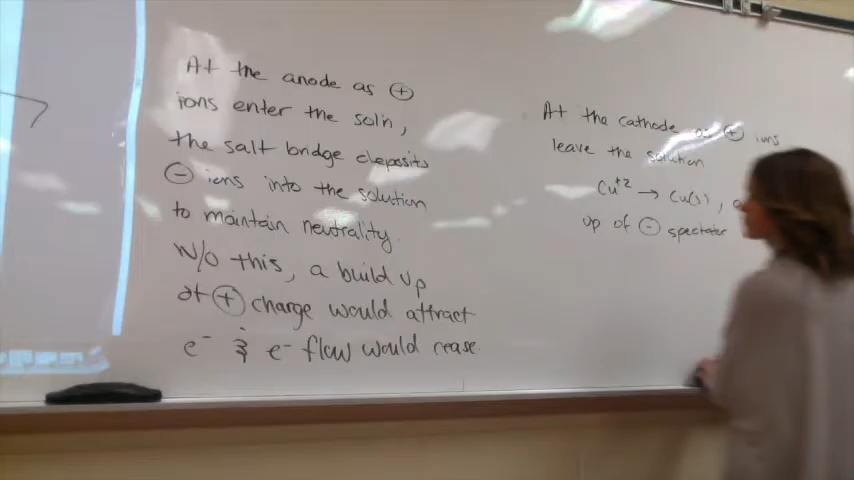 At the anode as ⊕
ions enter the soln,
the salt bridge deposits
⊖ ions into the solution
to maintain neutrality.
W/o this, a build up
of ⊕ charge would attract
e⁻ & e⁻ flow would cease.
At the cathode as ⊕ ions
leave the solution
Cu⁺² → Cu(s),
up of ⊖ spectator